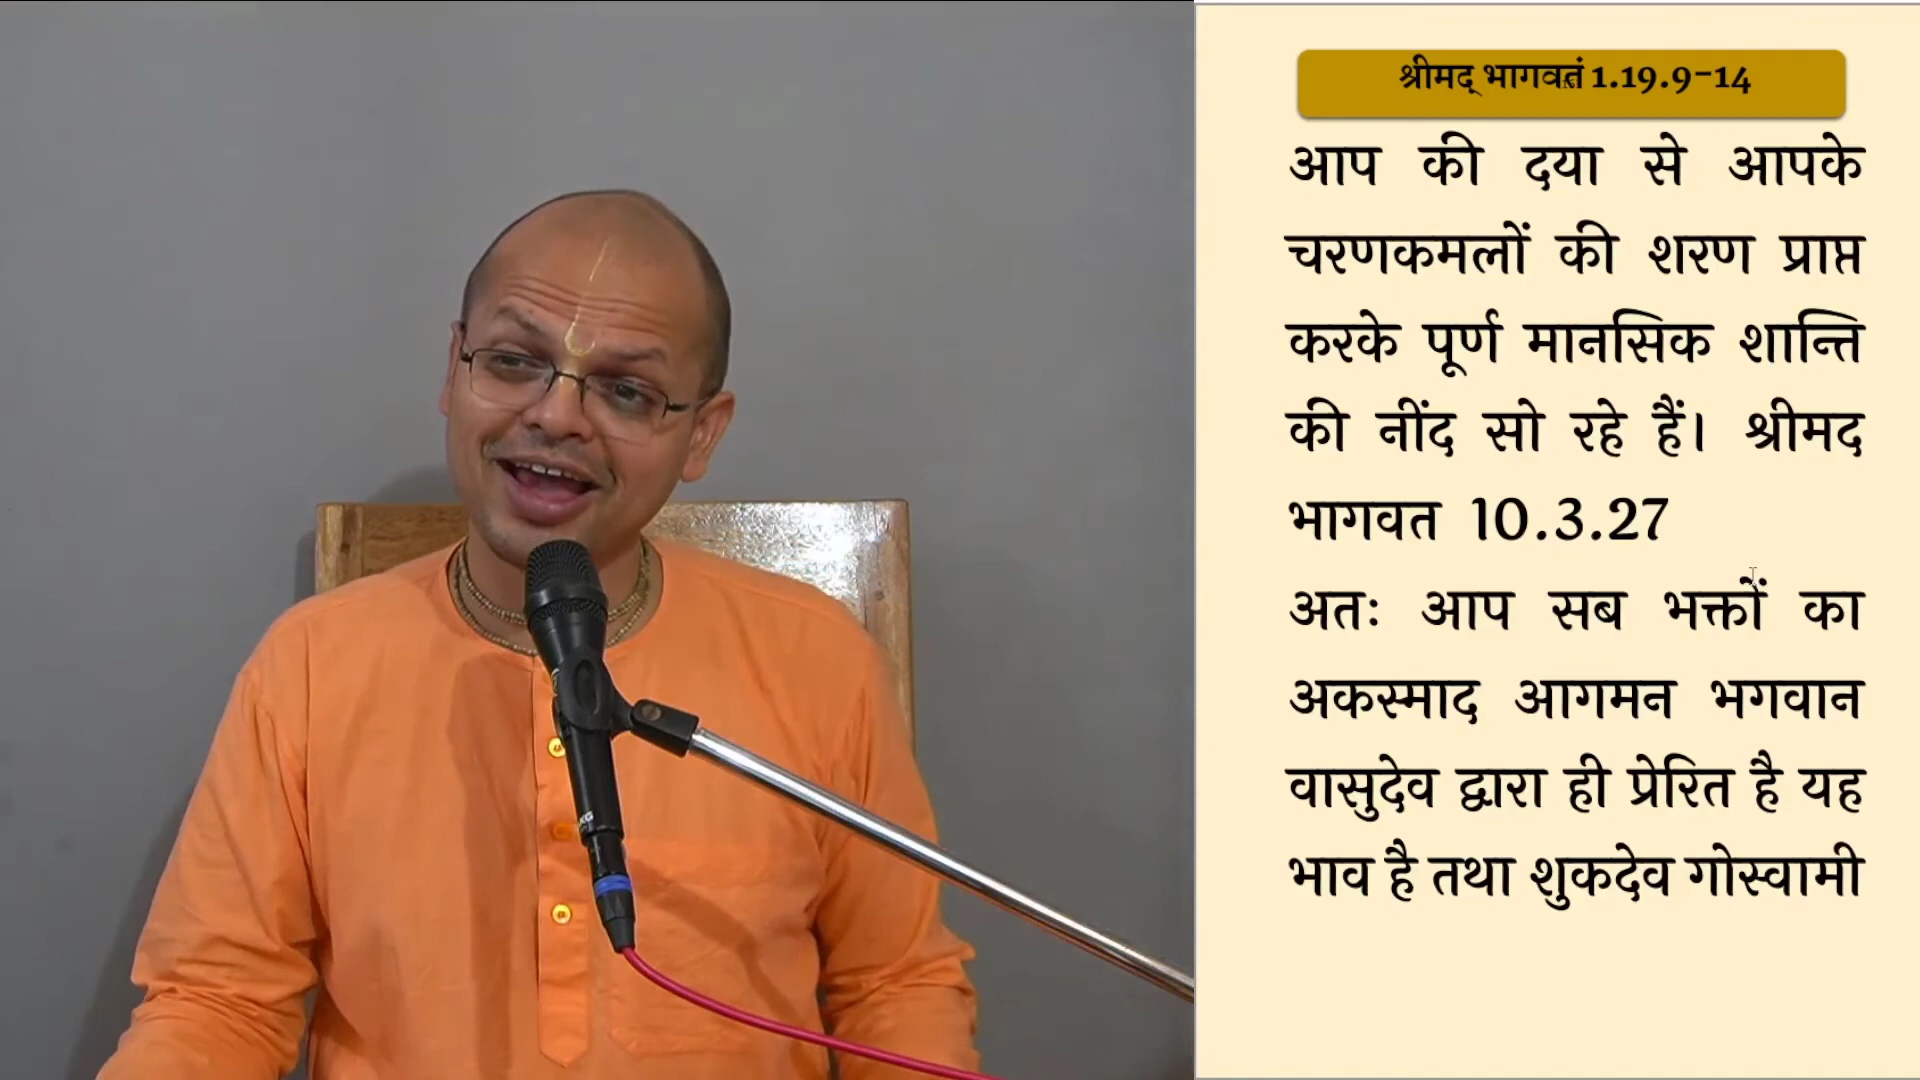 श्रीमद् भागवतं 1.19.9-14
आप की दया से आपके
चरणकमलों की शरण प्राप्त
करके पूर्ण मानसिक शान्ति
की नींद सो रहे हैं। श्रीमद
भागवत 10.3.27
अतः आप सब भक्तों का
अकस्माद आगमन भगवान
वासुदेव द्वारा ही प्रेरित है यह
भाव है तथा शुकदेव गोस्वामी